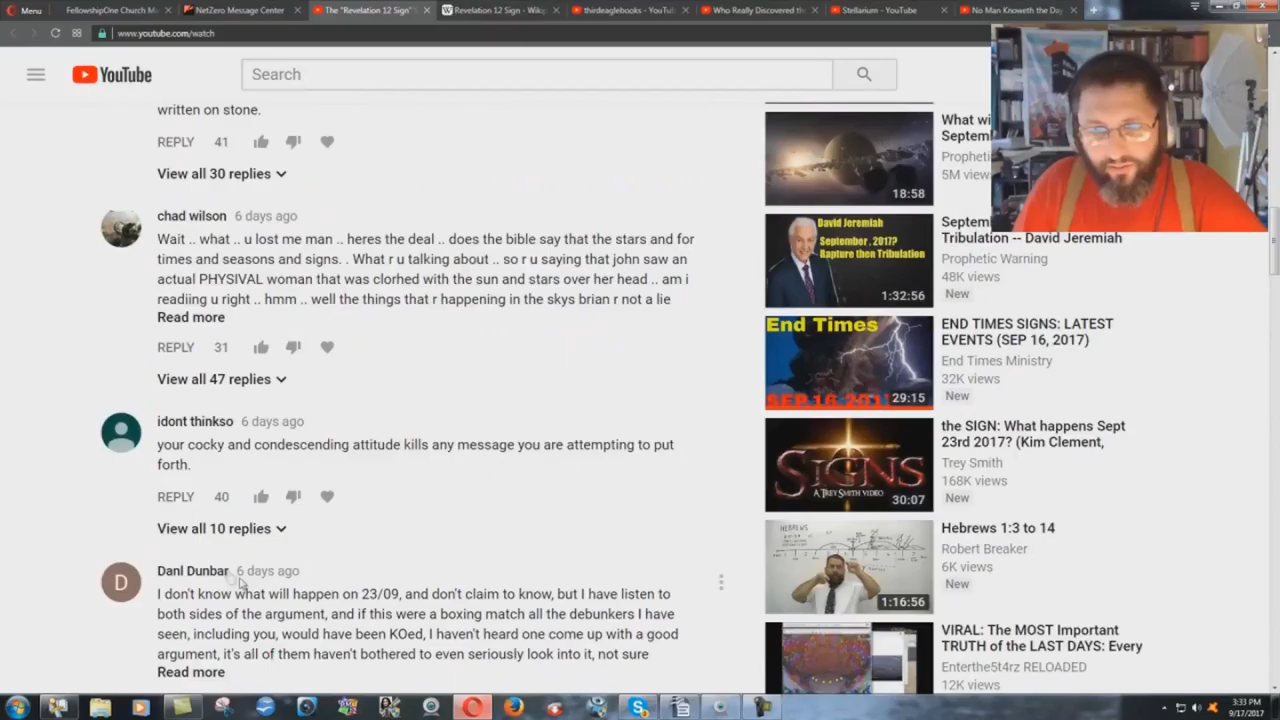 Menu
FellowshipOne Church M
NetZero Message Center
The "Revelation 12 Sign"
Revelation 12 Sign - Wik
thirdeaglebooks - YouTu
Who Really Discovered th
Stellarium - YouTube
No Man Knoweth the Da
www.youtube.com/watch
YouTube
Search
written on stone.
REPLY 41
View all 30 replies
chad wilson 6 days ago
Wait .. what .. u lost me man .. heres the deal .. does the bible say that the stars and for
times and seasons and signs. . What r u talking about .. so r u saying that john saw an
actual PHYSIVAL woman that was clorhed with the sun and stars over her head .. am i
readiing u right .. hmm .. well the things that r happening in the skys brian r not a lie
Read more
REPLY 31
View all 47 replies
idont thinkso 6 days ago
your cocky and condescending attitude kills any message you are attempting to put
forth.
REPLY 40
View all 10 replies
D
Danl Dunbar 6 days ago
I don't know what will happen on 23/09, and don't claim to know, but I have listen to
both sides of the argument, and if this were a boxing match all the debunkers I have
seen, including you, would have been KOed, I haven't heard one come up with a good
argument, it's all of them haven't bothered to even seriously look into it, not sure
Read more
18:58
What wi
Septem
Prophetic
5M view
David Jeremiah
September , 2017?
Rapture then Tribulation
1:32:56
Septem
Tribulation -- David Jeremiah
Prophetic Warning
48K views
New
End Times
SEP 16 201
29:15
END TIMES SIGNS: LATEST
EVENTS (SEP 16, 2017)
End Times Ministry
32K views
New
SIGNS
A TREY SMITH VIDEO
30:07
the SIGN: What happens Sept
23rd 2017? (Kim Clement,
Trey Smith
168K views
New
HEBREWS
1:16:56
Hebrews 1:3 to 14
Robert Breaker
6K views
New
VIRAL: The MOST Important
TRUTH of the LAST DAYS: Every
Enterthe5t4rz RELOADED
12K views
3:33 PM
9/17/2017